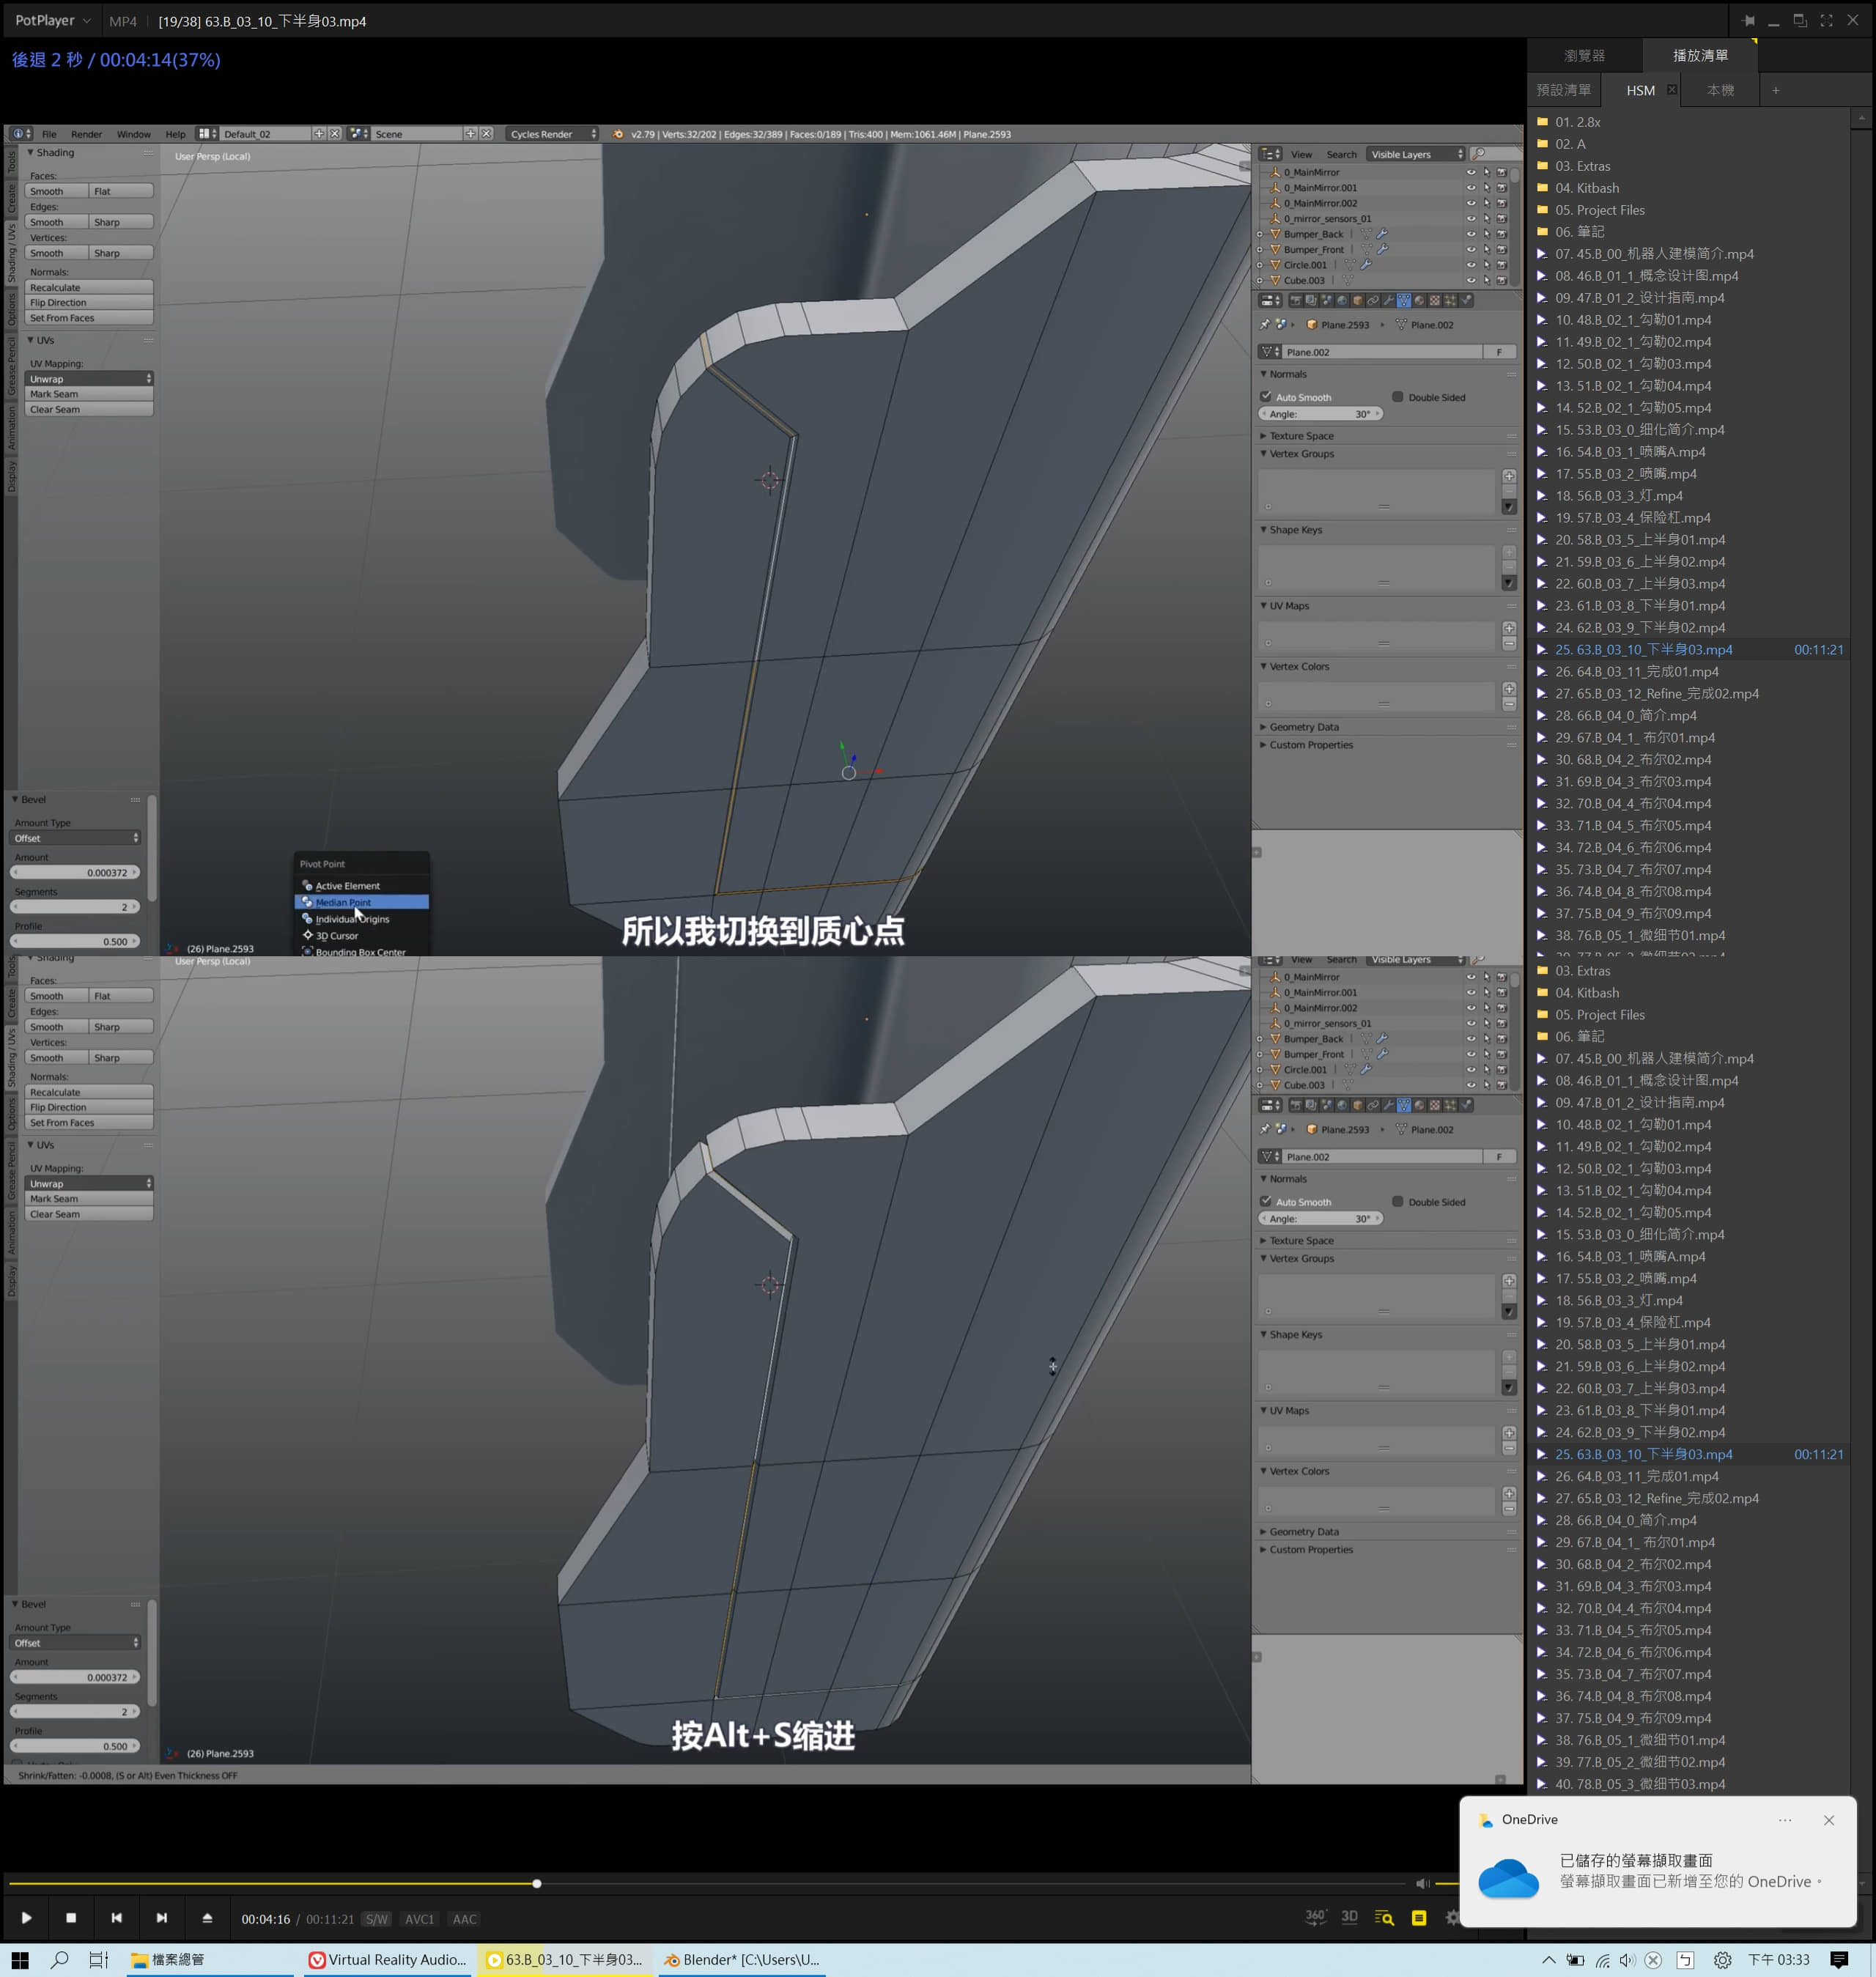 PotPlayer MP4 [19/38] 63.B_03_10_下半身03.mp4
後退 2 秒 / 00:04:14(37%)
瀏覽器 播放清單
預設清單 HSM 本機 +
File Render Window Help Default_02 Scene Cycles Render v2.79 | Verts:32/202 | Edges:32/389 | Faces:0/189 | Tris:400 | Mem:1061.46M | Plane.2593
Tools
Create
Shading / UVs
Options
Grease Pencil
Animation
Display
Shading
Faces:
Smooth Flat
Edges:
Smooth Sharp
Vertices:
Smooth Sharp
Normals:
Recalculate
Flip Direction
Set From Faces
UVs
UV Mapping:
Unwrap
Mark Seam
Clear Seam
Bevel
Amount Type
Offset
Amount
0.000372
Segments
2
Profile
0.500
User Persp (Local)
Pivot Point
Active Element
Median Point
Individual Origins
3D Cursor
Bounding Box Center
(26) Plane.2593
所以我切换到质心点
View Search Visible Layers
0_MainMirror
0_MainMirror.001
0_MainMirror.002
0_mirror_sensors_01
Bumper_Back
Bumper_Front
Circle.001
Cube.003
Plane.2593 Plane.002
Plane.002 F
Normals
Auto Smooth Double Sided
Angle: 30°
Texture Space
Vertex Groups
Shape Keys
UV Maps
Vertex Colors
Geometry Data
Custom Properties
01. 2.8x
02. A
03. Extras
04. Kitbash
05. Project Files
06. 筆記
07. 45.B_00_机器人建模简介.mp4
08. 46.B_01_1_概念设计图.mp4
09. 47.B_01_2_设计指南.mp4
10. 48.B_02_1_勾勒01.mp4
11. 49.B_02_1_勾勒02.mp4
12. 50.B_02_1_勾勒03.mp4
13. 51.B_02_1_勾勒04.mp4
14. 52.B_02_1_勾勒05.mp4
15. 53.B_03_0_细化简介.mp4
16. 54.B_03_1_喷嘴A.mp4
17. 55.B_03_2_喷嘴.mp4
18. 56.B_03_3_灯.mp4
19. 57.B_03_4_保险杠.mp4
20. 58.B_03_5_上半身01.mp4
21. 59.B_03_6_上半身02.mp4
22. 60.B_03_7_上半身03.mp4
23. 61.B_03_8_下半身01.mp4
24. 62.B_03_9_下半身02.mp4
25. 63.B_03_10_下半身03.mp4 00:11:21
26. 64.B_03_11_完成01.mp4
27. 65.B_03_12_Refine_完成02.mp4
28. 66.B_04_0_简介.mp4
29. 67.B_04_1_ 布尔01.mp4
30. 68.B_04_2_布尔02.mp4
31. 69.B_04_3_布尔03.mp4
32. 70.B_04_4_布尔04.mp4
33. 71.B_04_5_布尔05.mp4
34. 72.B_04_6_布尔06.mp4
35. 73.B_04_7_布尔07.mp4
36. 74.B_04_8_布尔08.mp4
37. 75.B_04_9_布尔09.mp4
38. 76.B_05_1_微细节01.mp4
Tools
Create
Shading / UVs
Options
Grease Pencil
Animation
Display
Shading
Faces:
Smooth Flat
Edges:
Smooth Sharp
Vertices:
Smooth Sharp
Normals:
Recalculate
Flip Direction
Set From Faces
UVs
UV Mapping:
Unwrap
Mark Seam
Clear Seam
Bevel
Amount Type
Offset
Amount
0.000372
Segments
2
Profile
0.500
User Persp (Local)
(26) Plane.2593
按Alt+S缩进
Shrink/Fatten: -0.0008, (S or Alt) Even Thickness OFF
View Search Visible Layers
0_MainMirror
0_MainMirror.001
0_MainMirror.002
0_mirror_sensors_01
Bumper_Back
Bumper_Front
Circle.001
Cube.003
Plane.2593 Plane.002
Plane.002 F
Normals
Auto Smooth Double Sided
Angle: 30°
Texture Space
Vertex Groups
Shape Keys
UV Maps
Vertex Colors
Geometry Data
Custom Properties
03. Extras
04. Kitbash
05. Project Files
06. 筆記
07. 45.B_00_机器人建模简介.mp4
08. 46.B_01_1_概念设计图.mp4
09. 47.B_01_2_设计指南.mp4
10. 48.B_02_1_勾勒01.mp4
11. 49.B_02_1_勾勒02.mp4
12. 50.B_02_1_勾勒03.mp4
13. 51.B_02_1_勾勒04.mp4
14. 52.B_02_1_勾勒05.mp4
15. 53.B_03_0_细化简介.mp4
16. 54.B_03_1_喷嘴A.mp4
17. 55.B_03_2_喷嘴.mp4
18. 56.B_03_3_灯.mp4
19. 57.B_03_4_保险杠.mp4
20. 58.B_03_5_上半身01.mp4
21. 59.B_03_6_上半身02.mp4
22. 60.B_03_7_上半身03.mp4
23. 61.B_03_8_下半身01.mp4
24. 62.B_03_9_下半身02.mp4
25. 63.B_03_10_下半身03.mp4 00:11:21
26. 64.B_03_11_完成01.mp4
27. 65.B_03_12_Refine_完成02.mp4
28. 66.B_04_0_简介.mp4
29. 67.B_04_1_ 布尔01.mp4
30. 68.B_04_2_布尔02.mp4
31. 69.B_04_3_布尔03.mp4
32. 70.B_04_4_布尔04.mp4
33. 71.B_04_5_布尔05.mp4
34. 72.B_04_6_布尔06.mp4
35. 73.B_04_7_布尔07.mp4
36. 74.B_04_8_布尔08.mp4
37. 75.B_04_9_布尔09.mp4
38. 76.B_05_1_微细节01.mp4
39. 77.B_05_2_微细节02.mp4
40. 78.B_05_3_微细节03.mp4
OneDrive
已儲存的螢幕擷取畫面
螢幕擷取畫面已新增至您的 OneDrive。
00:04:16 / 00:11:21 S/W AVC1 AAC
360° 3D
檔案總管 Virtual Reality Audio... 63.B_03_10_下半身03... Blender* [C:\Users\U... 下午 03:33